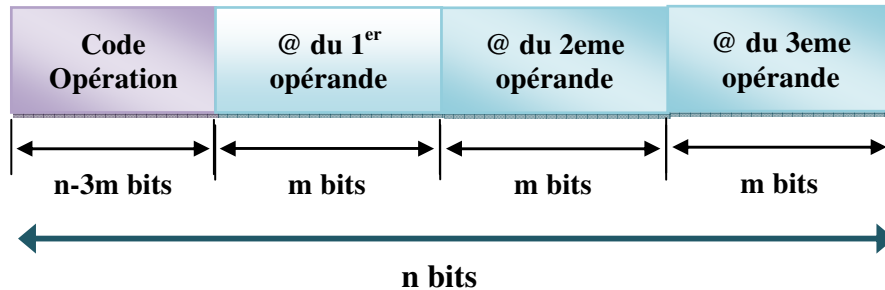 Code Opération
@ du 1er opérande
@ du 2eme opérande
@ du 3eme opérande
n-3m bits
m bits
m bits
m bits
n bits